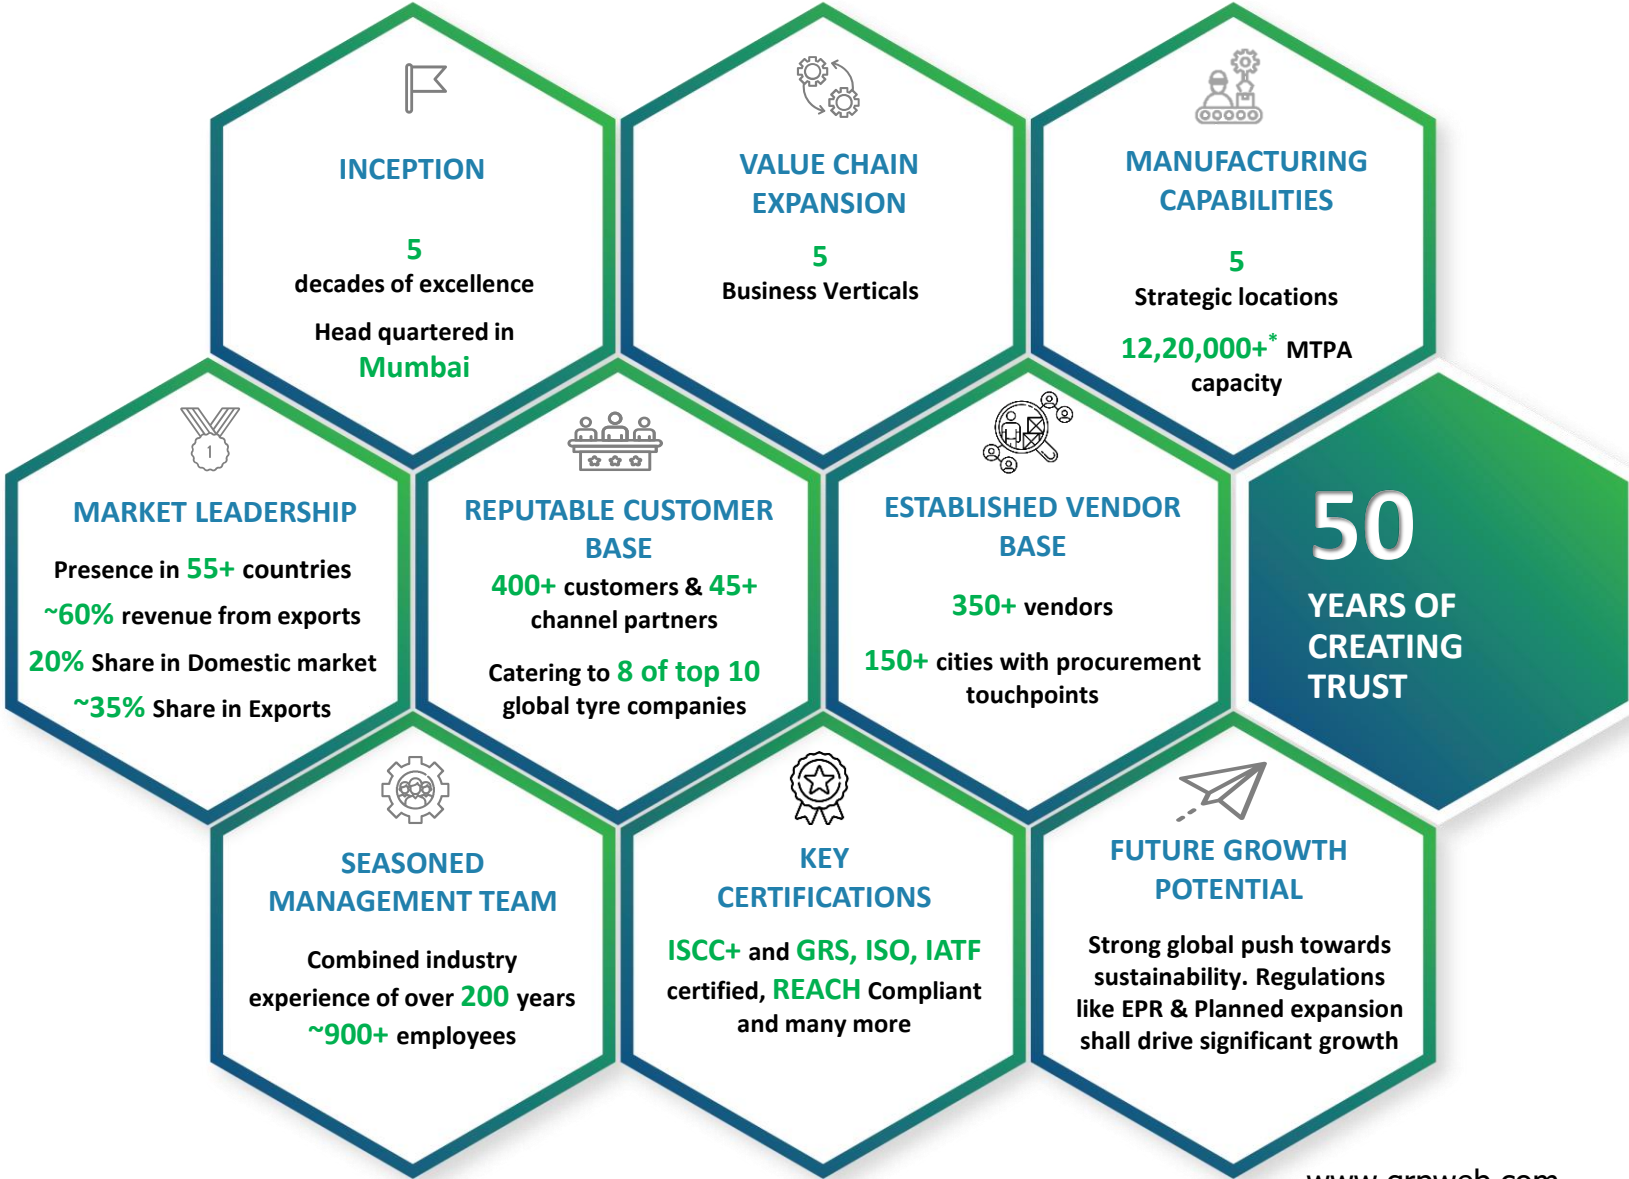 INCEPTION
5
decades of excellence
Head quartered in
Mumbai
VALUE CHAIN
EXPANSION
5
Business Verticals
MANUFACTURING
CAPABILITIES
5
Strategic locations
12,20,000+* MTPA
capacity
1
MARKET LEADERSHIP
Presence in 55+ countries
~60% revenue from exports
20% Share in Domestic market
~35% Share in Exports
REPUTABLE CUSTOMER
BASE
400+ customers & 45+
channel partners
Catering to 8 of top 10
global tyre companies
ESTABLISHED VENDOR
BASE
350+ vendors
150+ cities with procurement
touchpoints
50
YEARS OF
CREATING
TRUST
SEASONED
MANAGEMENT TEAM
Combined industry
experience of over 200 years
~900+ employees
KEY
CERTIFICATIONS
ISCC+ and GRS, ISO, IATF
certified, REACH Compliant
and many more
FUTURE GROWTH
POTENTIAL
Strong global push towards
sustainability. Regulations
like EPR & Planned expansion
shall drive significant growth
www.grpweb.com